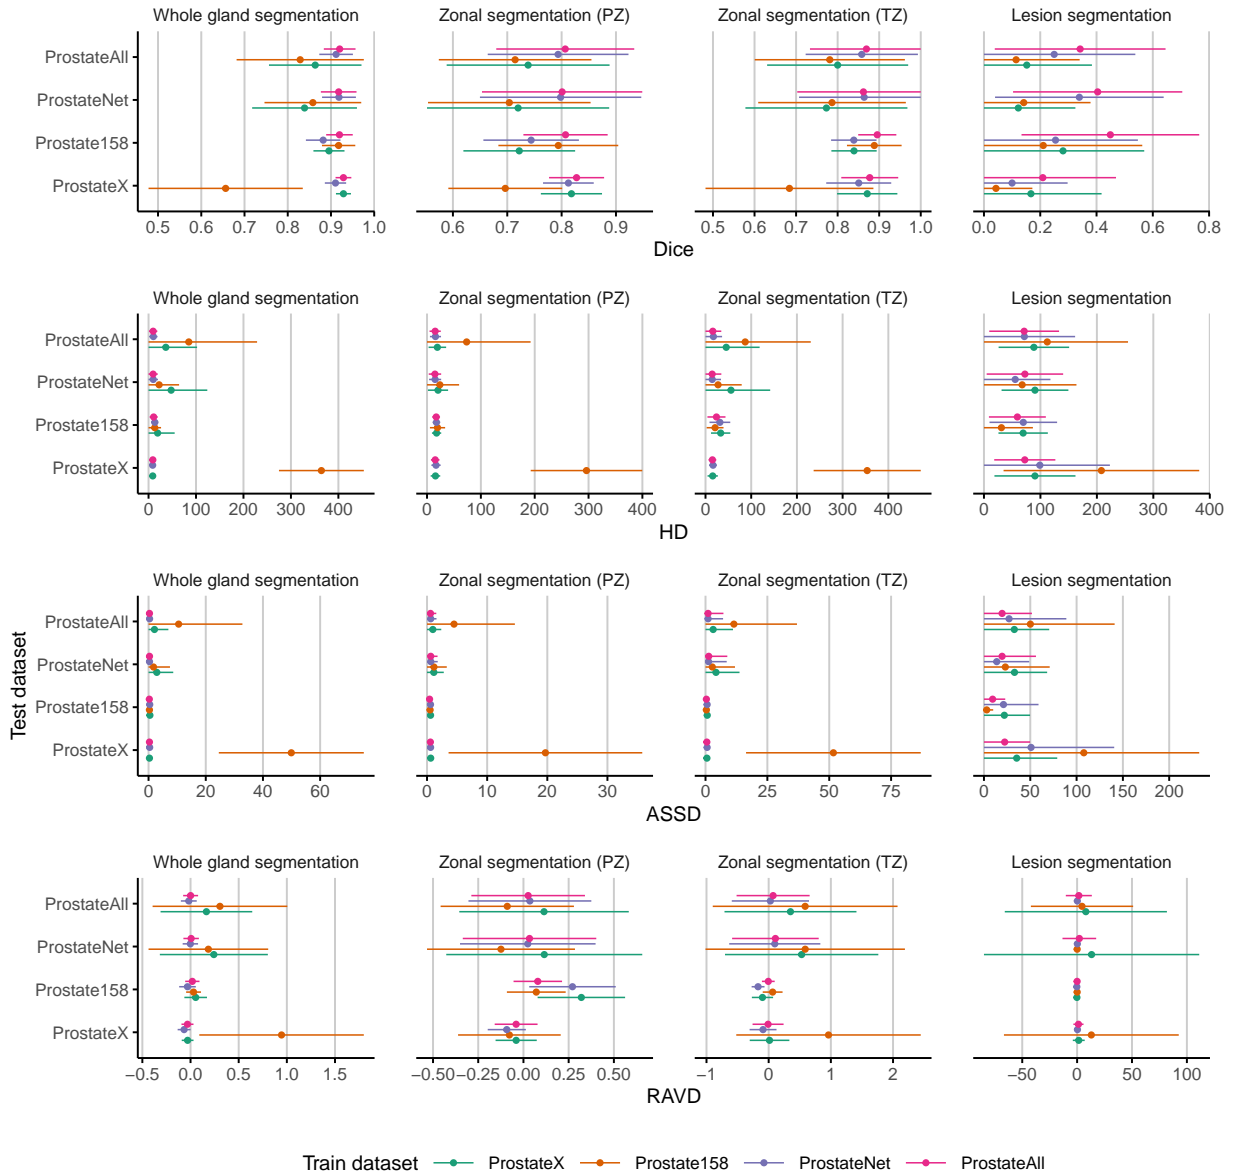 Whole gland segmentation Zonal segmentation (PZ) Zonal segmentation (TZ) Lesion segmentation
ProstateAll
ProstateNet
Prostate158
ProstateX
0.5 0.6 0.7 0.8 0.9 1.0 0.5 0.6 0.7 0.8 0.9 0.5 0.6 0.7 0.8 0.9 1.0 0.0 0.2 0.4 0.6 0.8
Dice
Whole gland segmentation Zonal segmentation (PZ) Zonal segmentation (TZ) Lesion segmentation
ProstateAll
ProstateNet
Prostate158
ProstateX
0 100 200 300 400 0 100 200 300 400 0 100 200 300 400 0 100 200 300 400
HD
Whole gland segmentation Zonal segmentation (PZ) Zonal segmentation (TZ) Lesion segmentation
ProstateAll
ProstateNet
Prostate158
ProstateX
0 20 40 60 0 10 20 30 0 25 50 75 0 50 100 150 200
ASSD
Test dataset
Whole gland segmentation Zonal segmentation (PZ) Zonal segmentation (TZ) Lesion segmentation
ProstateAll
ProstateNet
Prostate158
ProstateX
−0.5 0.0 0.5 1.0 1.5 −0.50 −0.25 0.00 0.25 0.50 −1 0 1 2 −50 0 50 100
RAVD
Train dataset ProstateX Prostate158 ProstateNet ProstateAll